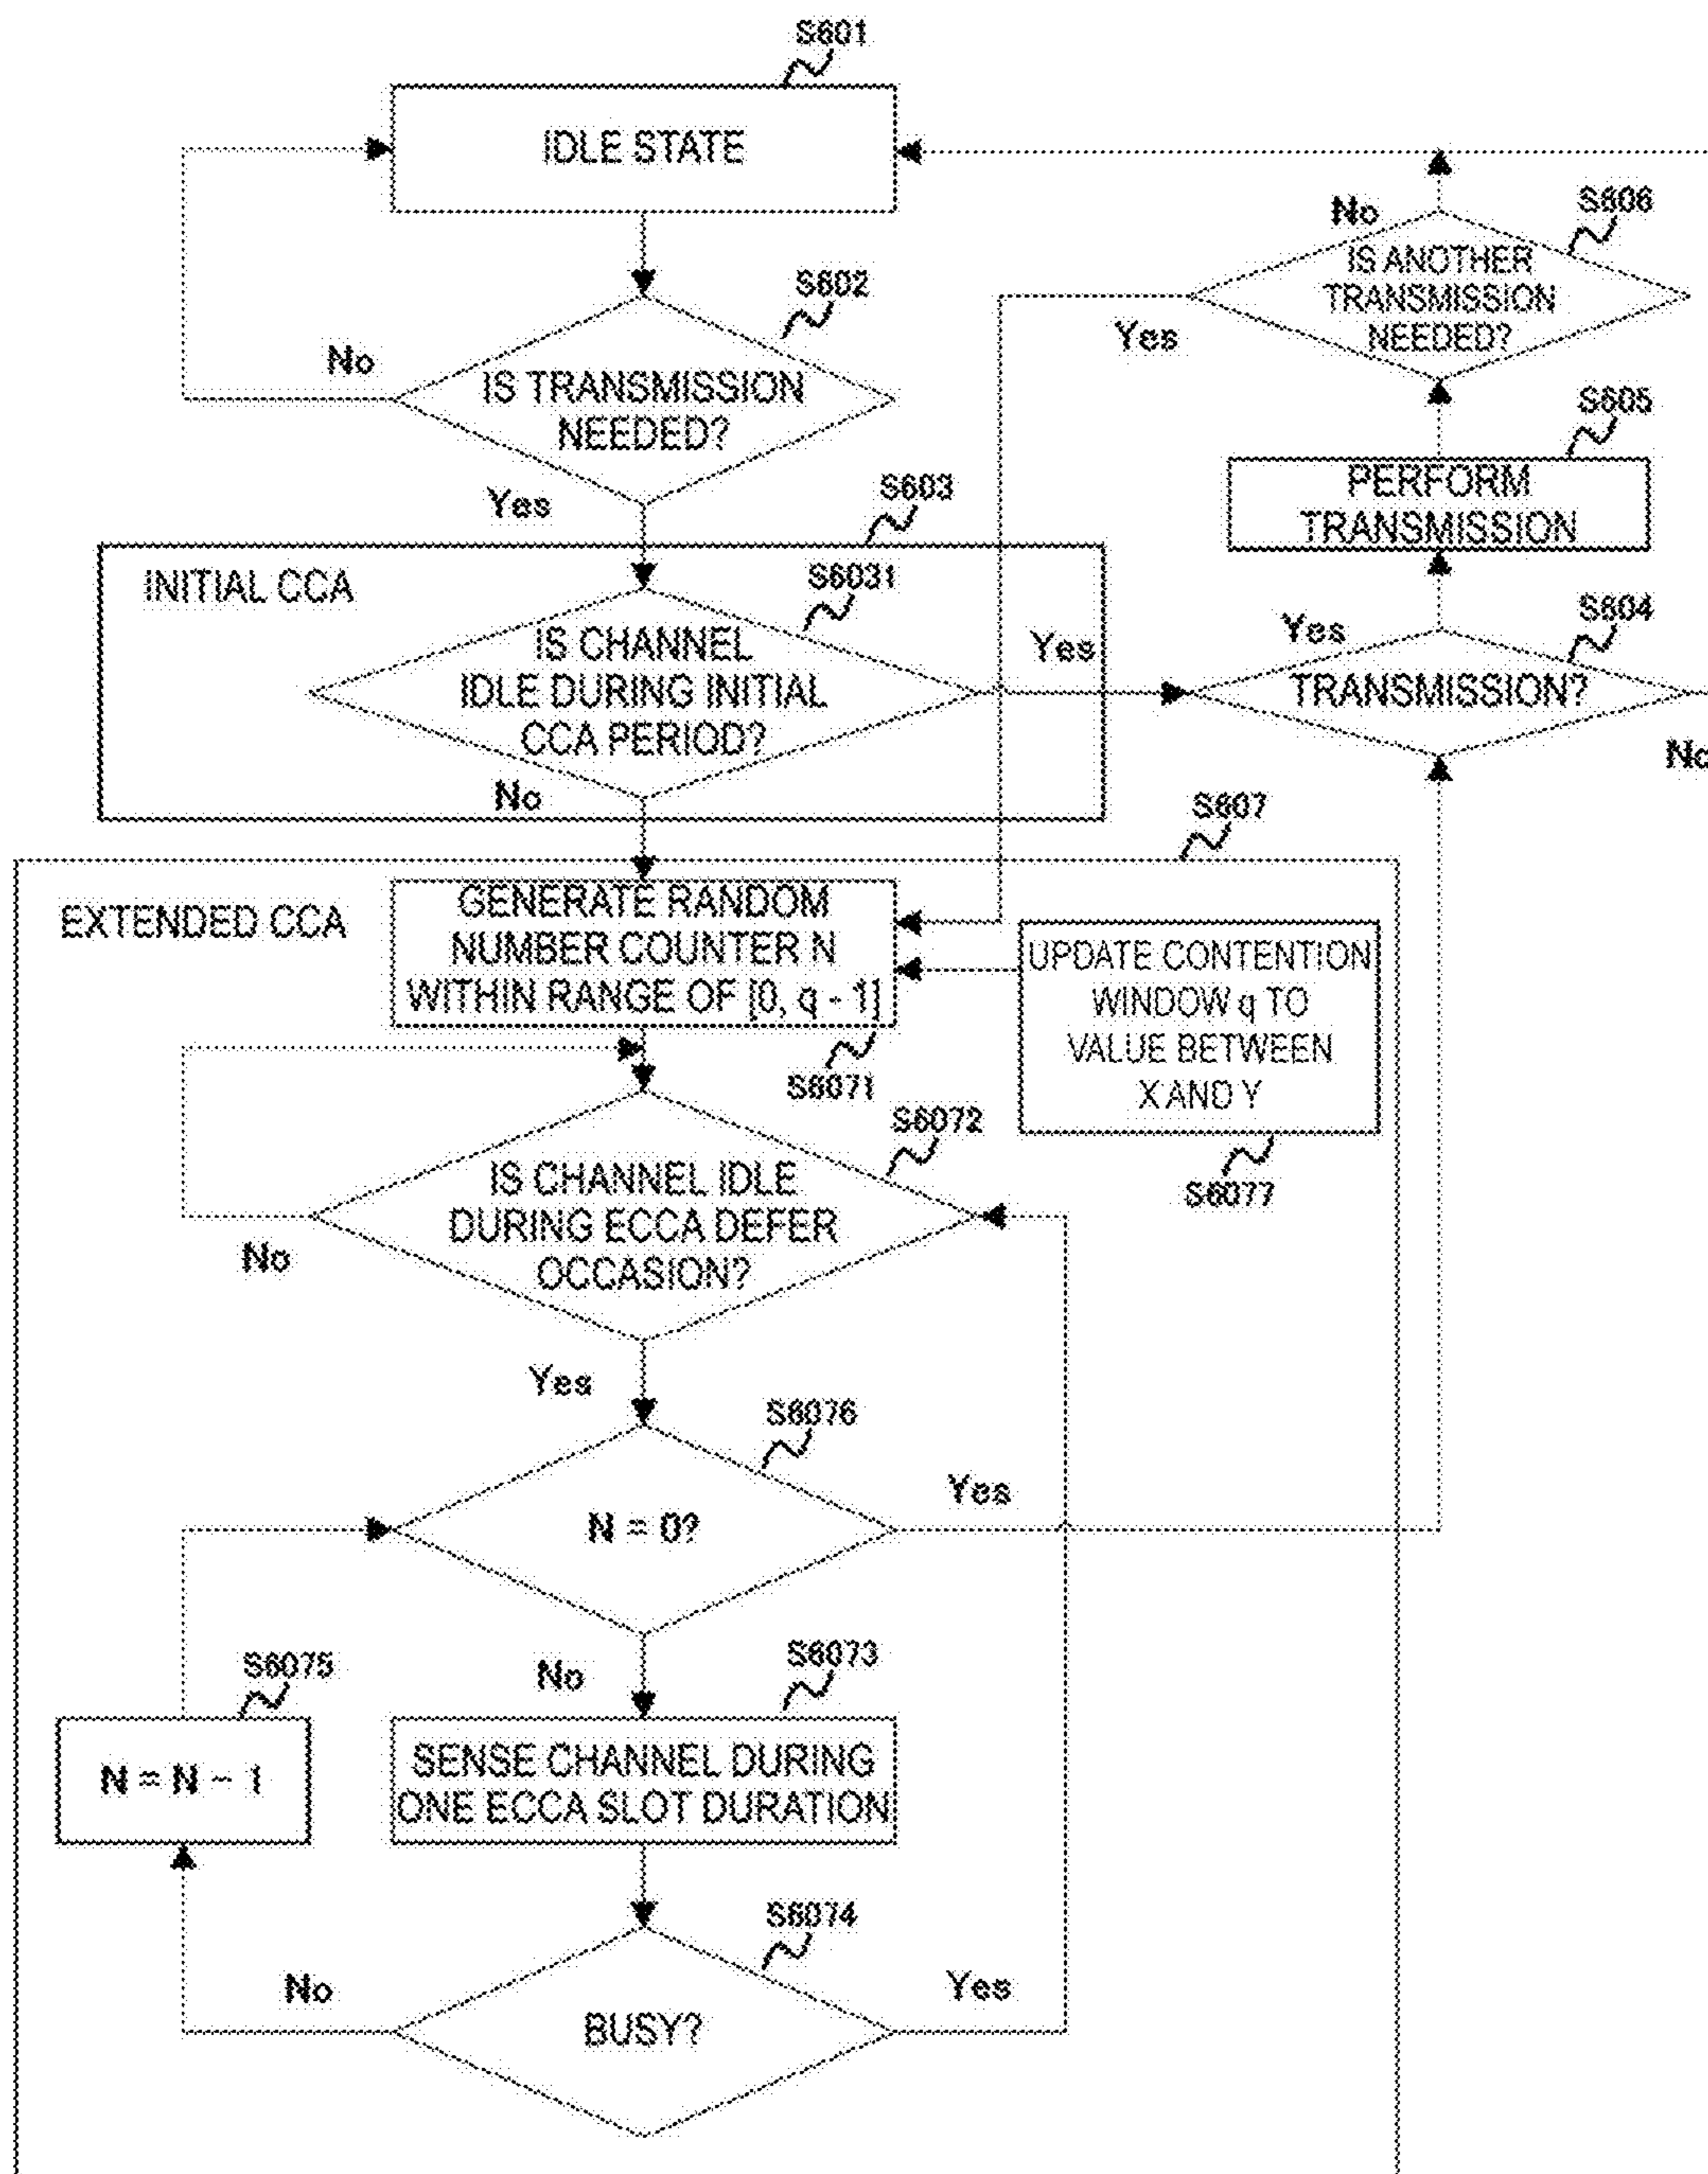 S601
IDLE STATE
S602
IS TRANSMISSION
NEEDED?
No
Yes
S603
INITIAL CCA
S6031
IS CHANNEL
IDLE DURING INITIAL
CCA PERIOD?
Yes
No
S606
No
IS ANOTHER
TRANSMISSION
NEEDED?
Yes
S605
PERFORM
TRANSMISSION
S604
Yes
TRANSMISSION?
No
S607
EXTENDED CCA
GENERATE RANDOM
NUMBER COUNTER N
WITHIN RANGE OF [0, q - 1]
S6071
UPDATE CONTENTION
WINDOW q TO
VALUE BETWEEN
X AND Y
S6077
S6072
IS CHANNEL IDLE
DURING ECCA DEFER
OCCASION?
No
Yes
S6076
N = 0?
Yes
No
S6075
N = N - 1
S6073
SENSE CHANNEL DURING
ONE ECCA SLOT DURATION
S6074
No
BUSY?
Yes